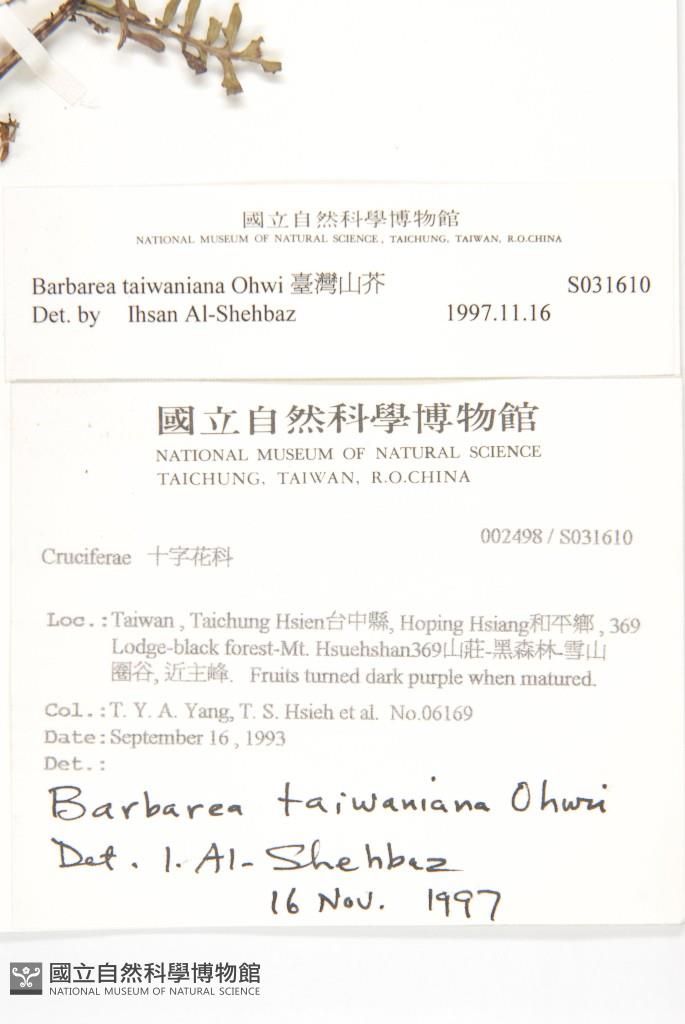 國立自然科學博物館
NATIONAL MUSEUM OF NATURAL SCIENCE, TAICHUNG, TAIWAN, R.O.CHINA
Barbarea taiwaniana Ohwi 臺灣山芥 S031610
Det. by Ihsan Al-Shehbaz 1997.11.16
國立自然科學博物館
NATIONAL MUSEUM OF NATURAL SCIENCE
TAICHUNG, TAIWAN, R.O.CHINA
002498 / S031610
Cruciferae 十字花科
Loc.: Taiwan , Taichung Hsien台中縣, Hoping Hsiang和平鄉 , 369
Lodge-black forest-Mt. Hsuehshan369山莊-黑森林-雪山
圈谷, 近主峰. Fruits turned dark purple when matured.
Col.: T. Y. A. Yang, T. S. Hsieh et al. No.06169
Date: September 16 , 1993
Det.:
Barbarea taiwaniana Ohwi
Det. I. Al-Shehbaz
16 Nov. 1997
國立自然科學博物館
NATIONAL MUSEUM OF NATURAL SCIENCE